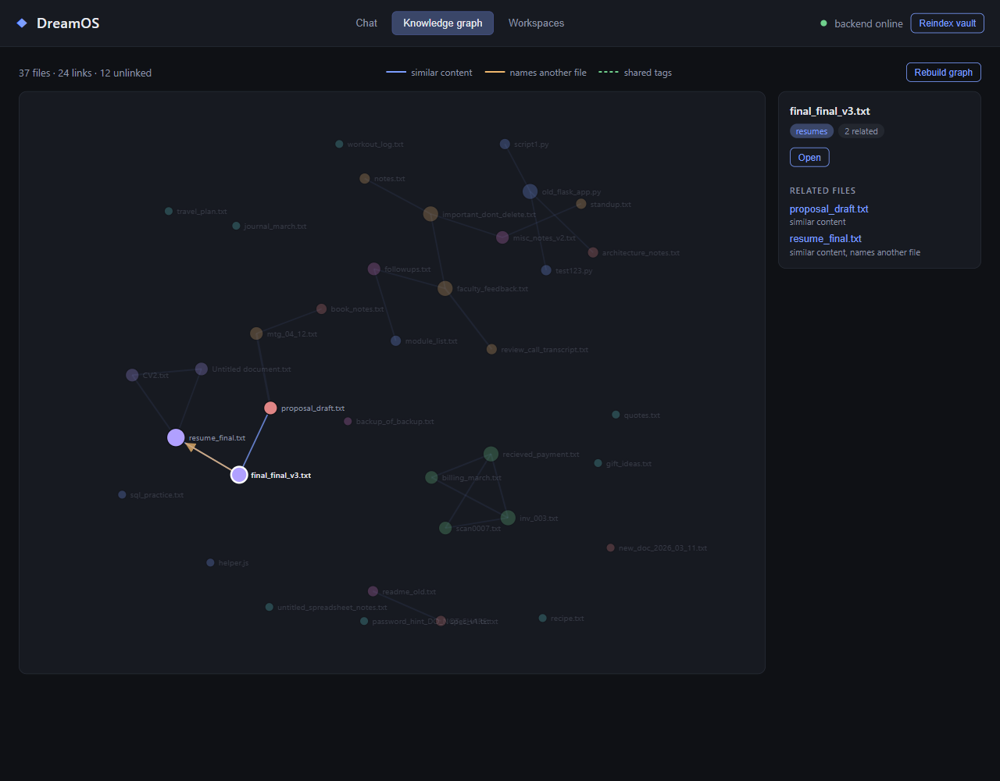 DreamOS
Chat
Knowledge graph
Workspaces
backend online
Reindex vault
37 files · 24 links · 12 unlinked
similar content
names another file
shared tags
Rebuild graph
workout_log.txt
script1.py
notes.txt
old_flask_app.py
standup.txt
travel_plan.txt
important_dont_delete.txt
journal_march.txt
misc_notes_v2.txt
architecture_notes.txt
followups.txt
test123.py
faculty_feedback.txt
book_notes.txt
mtg_04_12.txt
module_list.txt
review_call_transcript.txt
Untitled document.txt
CV2.txt
proposal_draft.txt
quotes.txt
backup_of_backup.txt
resume_final.txt
recieved_payment.txt
gift_ideas.txt
final_final_v3.txt
billing_march.txt
sql_practice.txt
inv_003.txt
scan0007.txt
new_doc_2026_03_11.txt
helper.js
readme_old.txt
untitled_spreadsheet_notes.txt
recipe.txt
final_final_v3.txt
resumes
2 related
Open
RELATED FILES
proposal_draft.txt
similar content
resume_final.txt
similar content, names another file